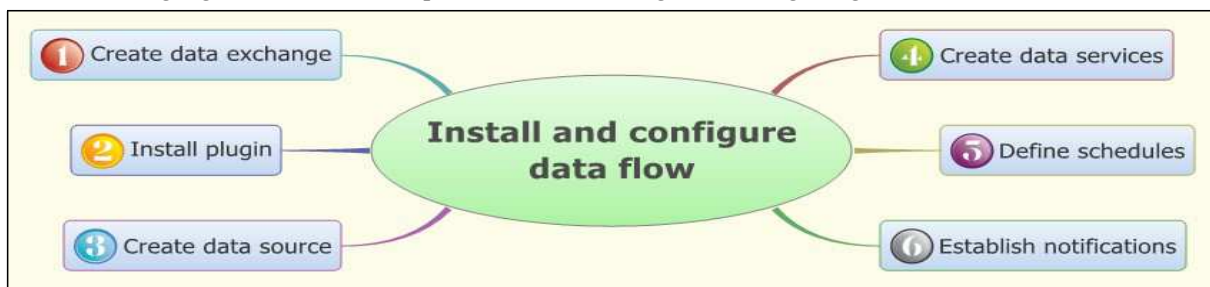 1 Create data exchange
2 Install plugin
3 Create data source
Install and configure
data flow
4 Create data services
5 Define schedules
6 Establish notifications